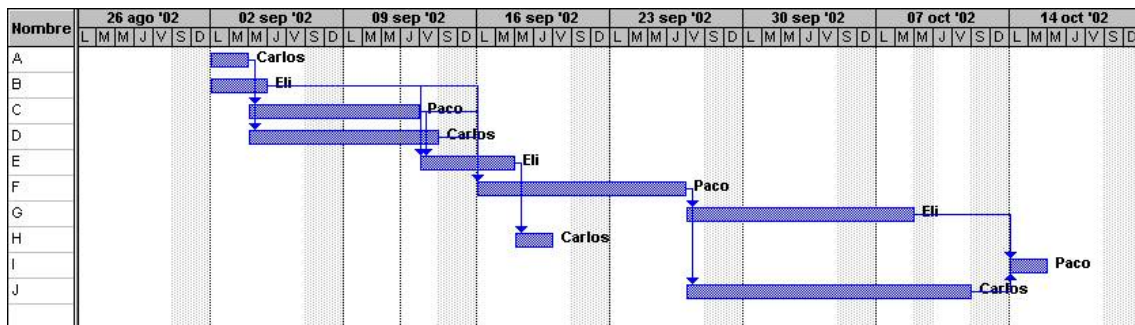 Nombre
26 ago '02 02 sep '02 09 sep '02 16 sep '02 23 sep '02 30 sep '02 07 oct '02 14 oct '02
L M M J V S D L M M J V S D L M M J V S D L M M J V S D L M M J V S D L M M J V S D L M M J V S D L M M J V S D
A Carlos
B Eli
C Paco
D Carlos
E Eli
F Paco
G Eli
H Carlos
I Paco
J Carlos